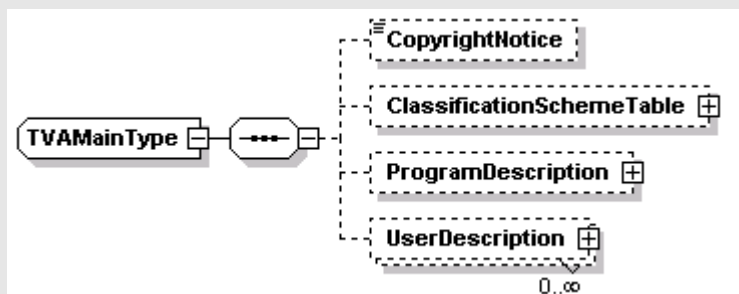 CopyrightNotice
ClassificationSchemeTable
TVAMainType
ProgramDescription
UserDescription
0..∞